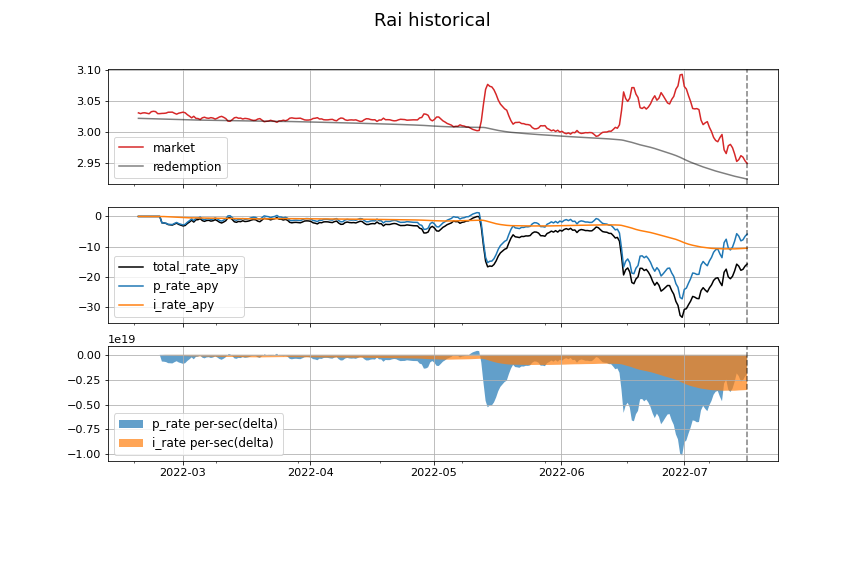 Rai historical
3.10
3.05
3.00
2.95
market
redemption
0
−10
−20
−30
total_rate_apy
p_rate_apy
i_rate_apy
1e19
0.00
−0.25
−0.50
−0.75
−1.00
p_rate per-sec(delta)
i_rate per-sec(delta)
2022-03
2022-04
2022-05
2022-06
2022-07